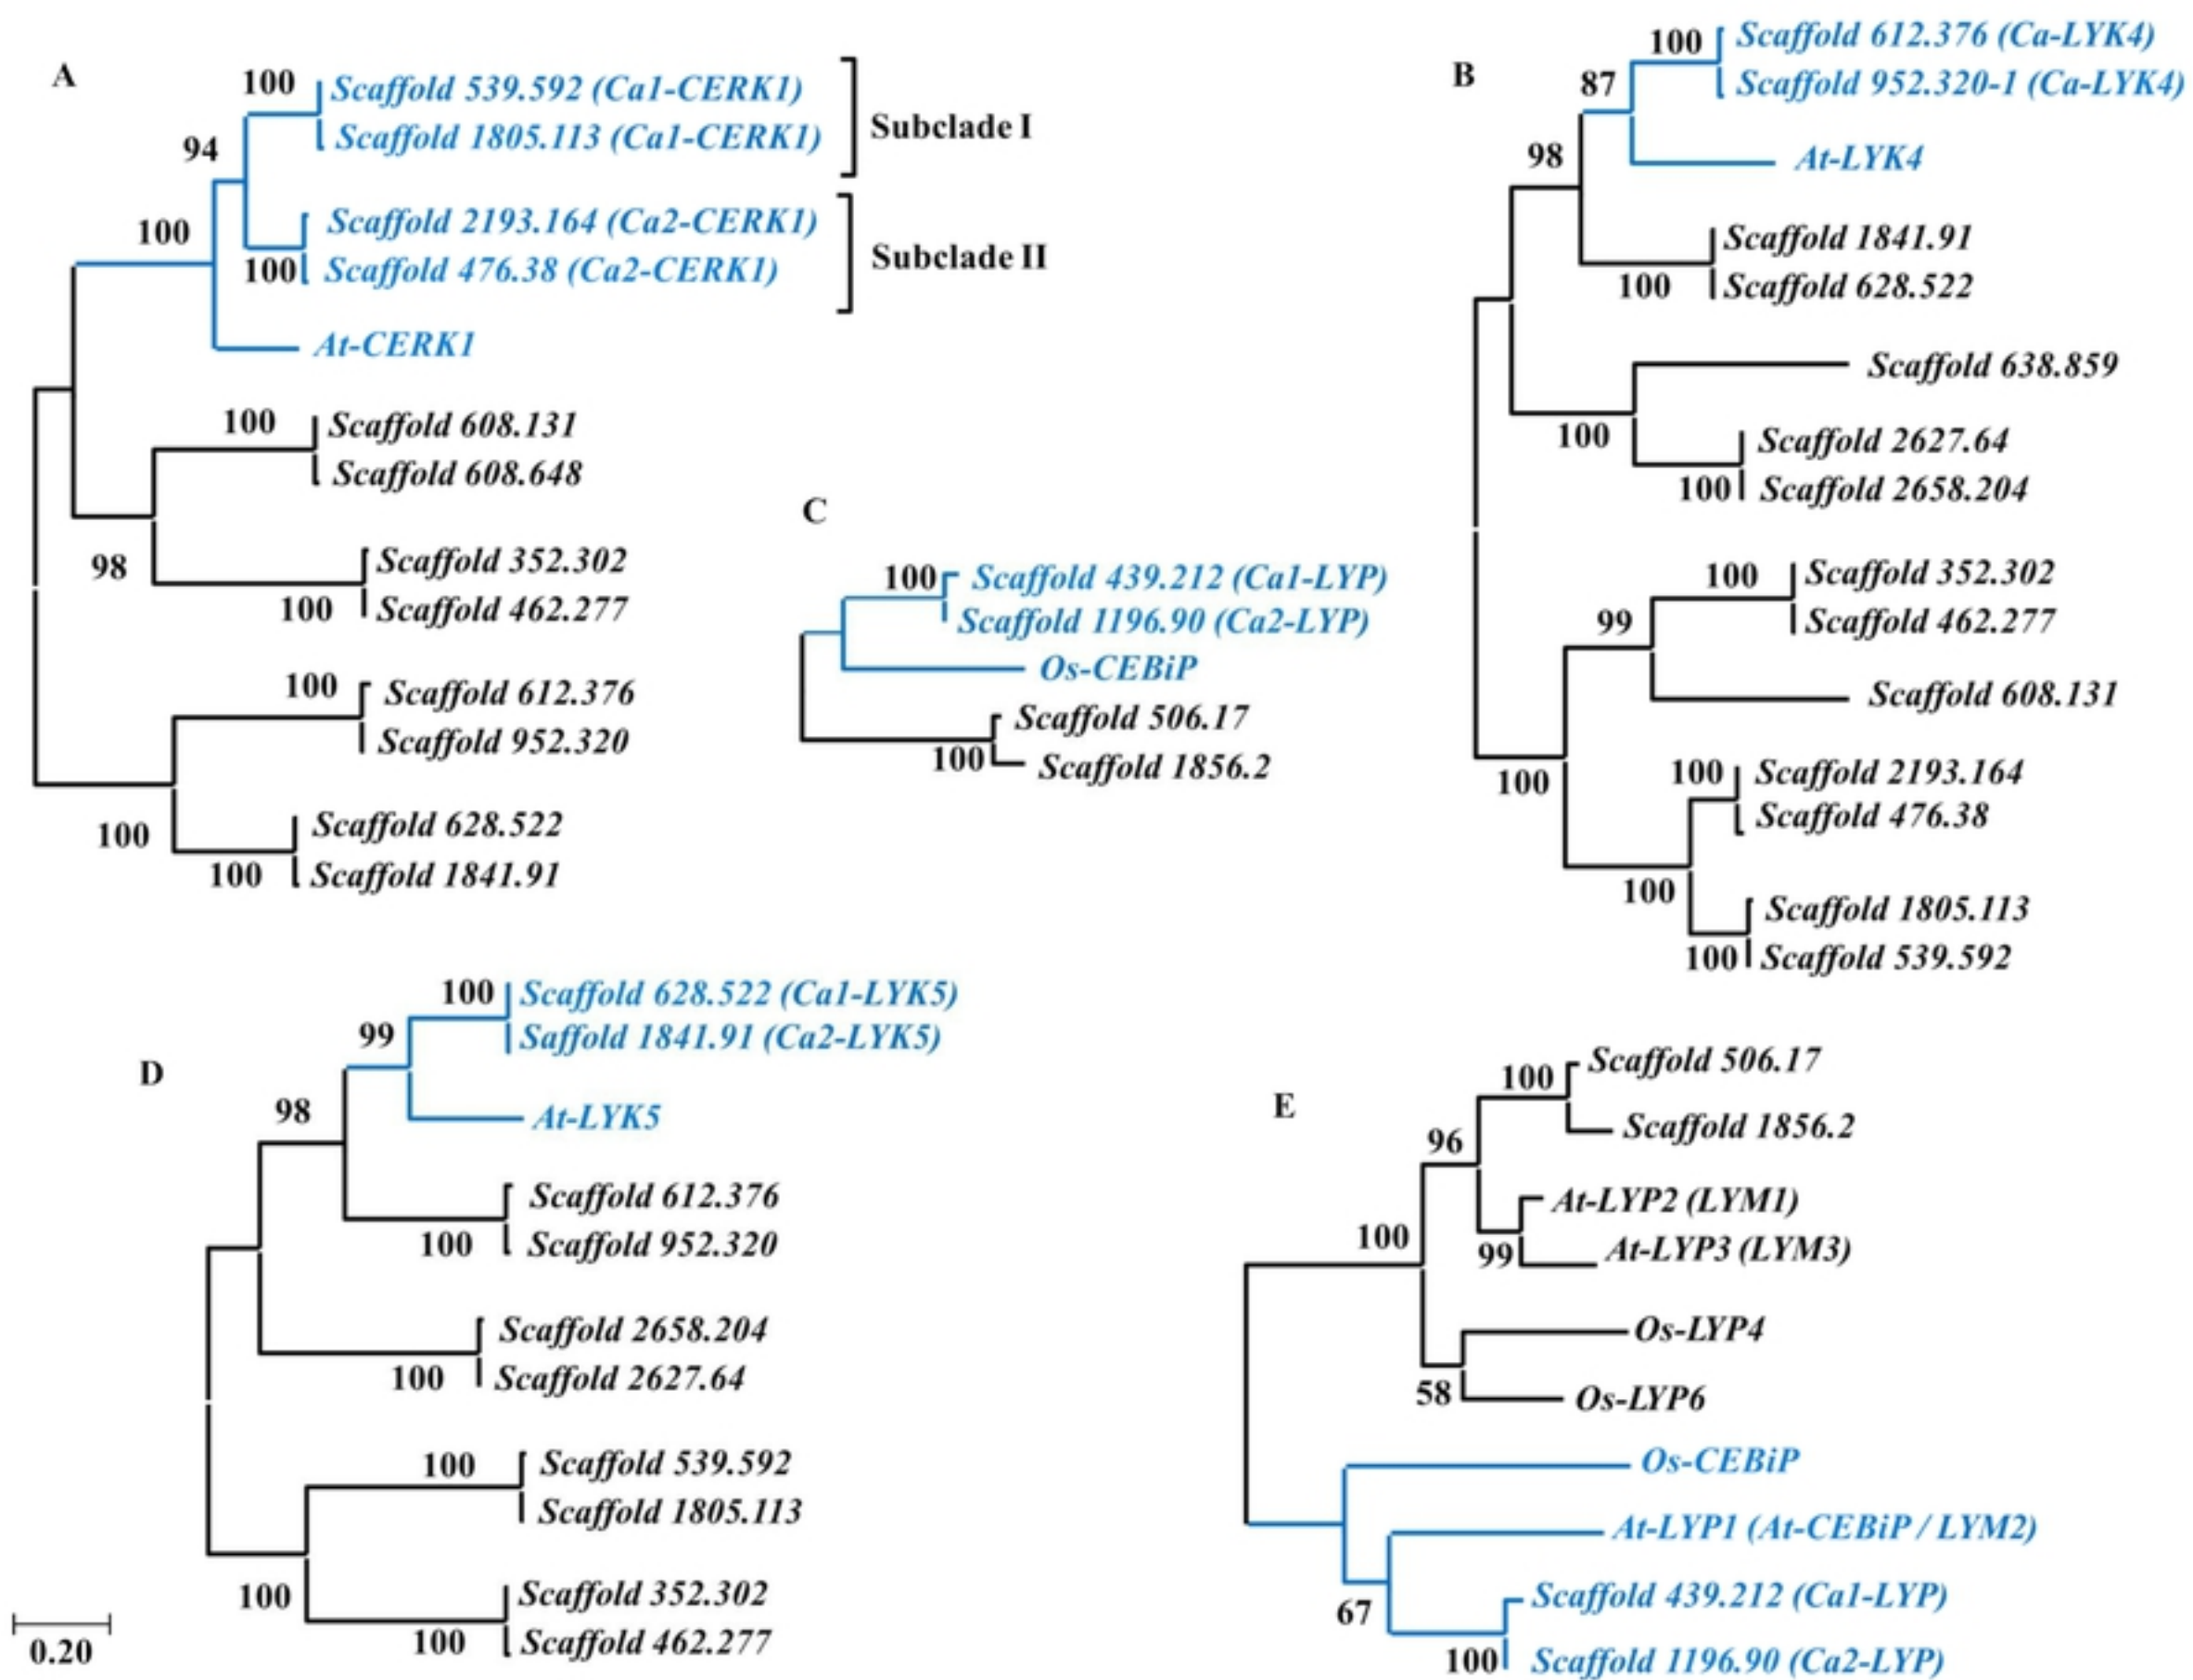 A
100
Scaffold 539.592 (Ca1-CERK1)
Scaffold 1805.113 (Ca1-CERK1)
Subclade I
94
Scaffold 2193.164 (Ca2-CERK1)
100
100
Scaffold 476.38 (Ca2-CERK1)
Subclade II
At-CERK1
100
Scaffold 608.131
Scaffold 608.648
98
Scaffold 352.302
100
Scaffold 462.277
100
Scaffold 612.376
Scaffold 952.320
100
Scaffold 628.522
100
Scaffold 1841.91
B
100
Scaffold 612.376 (Ca-LYK4)
87
Scaffold 952.320-1 (Ca-LYK4)
98
At-LYK4
Scaffold 1841.91
100
Scaffold 628.522
Scaffold 638.859
100
Scaffold 2627.64
100
Scaffold 2658.204
100
Scaffold 352.302
99
Scaffold 462.277
Scaffold 608.131
100
100
Scaffold 2193.164
Scaffold 476.38
100
Scaffold 1805.113
100
Scaffold 539.592
C
100
Scaffold 439.212 (Ca1-LYP)
Scaffold 1196.90 (Ca2-LYP)
Os-CEBiP
Scaffold 506.17
100
Scaffold 1856.2
D
100
Scaffold 628.522 (Ca1-LYK5)
99
Saffold 1841.91 (Ca2-LYK5)
98
At-LYK5
Scaffold 612.376
100
Scaffold 952.320
Scaffold 2658.204
100
Scaffold 2627.64
100
Scaffold 539.592
Scaffold 1805.113
100
Scaffold 352.302
100
Scaffold 462.277
0.20
E
100
Scaffold 506.17
96
Scaffold 1856.2
At-LYP2 (LYM1)
100
99
At-LYP3 (LYM3)
Os-LYP4
58
Os-LYP6
Os-CEBiP
At-LYP1 (At-CEBiP / LYM2)
67
Scaffold 439.212 (Ca1-LYP)
100
Scaffold 1196.90 (Ca2-LYP)